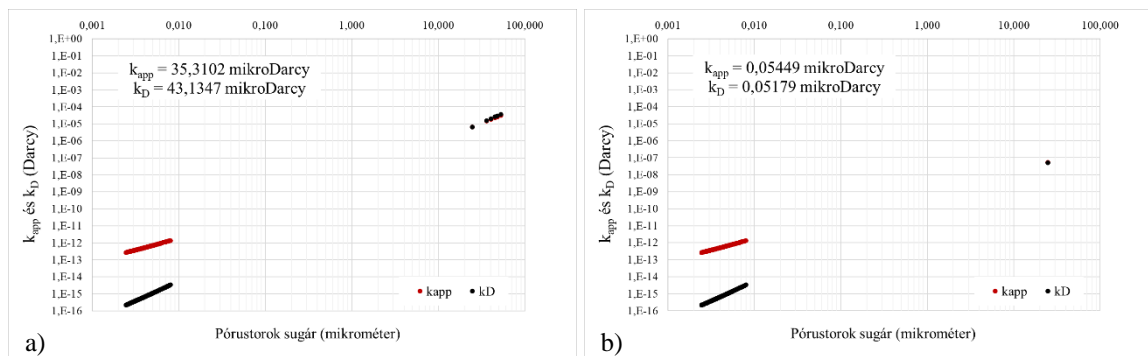 0,001 0,010 0,100 1,000 10,000 100,000
1,E+00
1,E-01
1,E-02
1,E-03
1,E-04
1,E-05
1,E-06
1,E-07
1,E-08
1,E-09
1,E-10
1,E-11
1,E-12
1,E-13
1,E-14
1,E-15
1,E-16
kapp és kD (Darcy)
kapp = 35,3102 mikroDarcy
kD = 43,1347 mikroDarcy
kapp kD
Pórustorok sugár (mikrométer)
a)
0,001 0,010 0,100 1,000 10,000 100,000
1,E+00
1,E-01
1,E-02
1,E-03
1,E-04
1,E-05
1,E-06
1,E-07
1,E-08
1,E-09
1,E-10
1,E-11
1,E-12
1,E-13
1,E-14
1,E-15
1,E-16
kapp és kD (Darcy)
kapp = 0,05449 mikroDarcy
kD = 0,05179 mikroDarcy
kapp kD
Pórustorok sugár (mikrométer)
b)